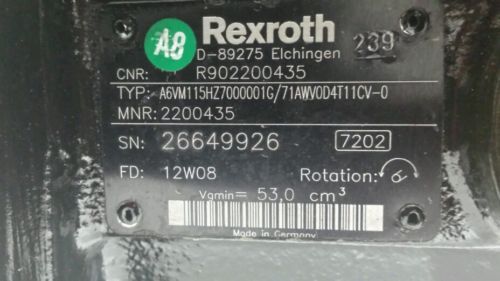 A8
Rexroth
D-89275 Elchingen
239
CNR: R902200435
TYP: A6VM115HZ7000001G/71AWV0D4T11CV-0
MNR: 2200435
SN: 26649926 7202
FD: 12W08 Rotation:
Vgmin= 53,0 cm³
Made in Germany